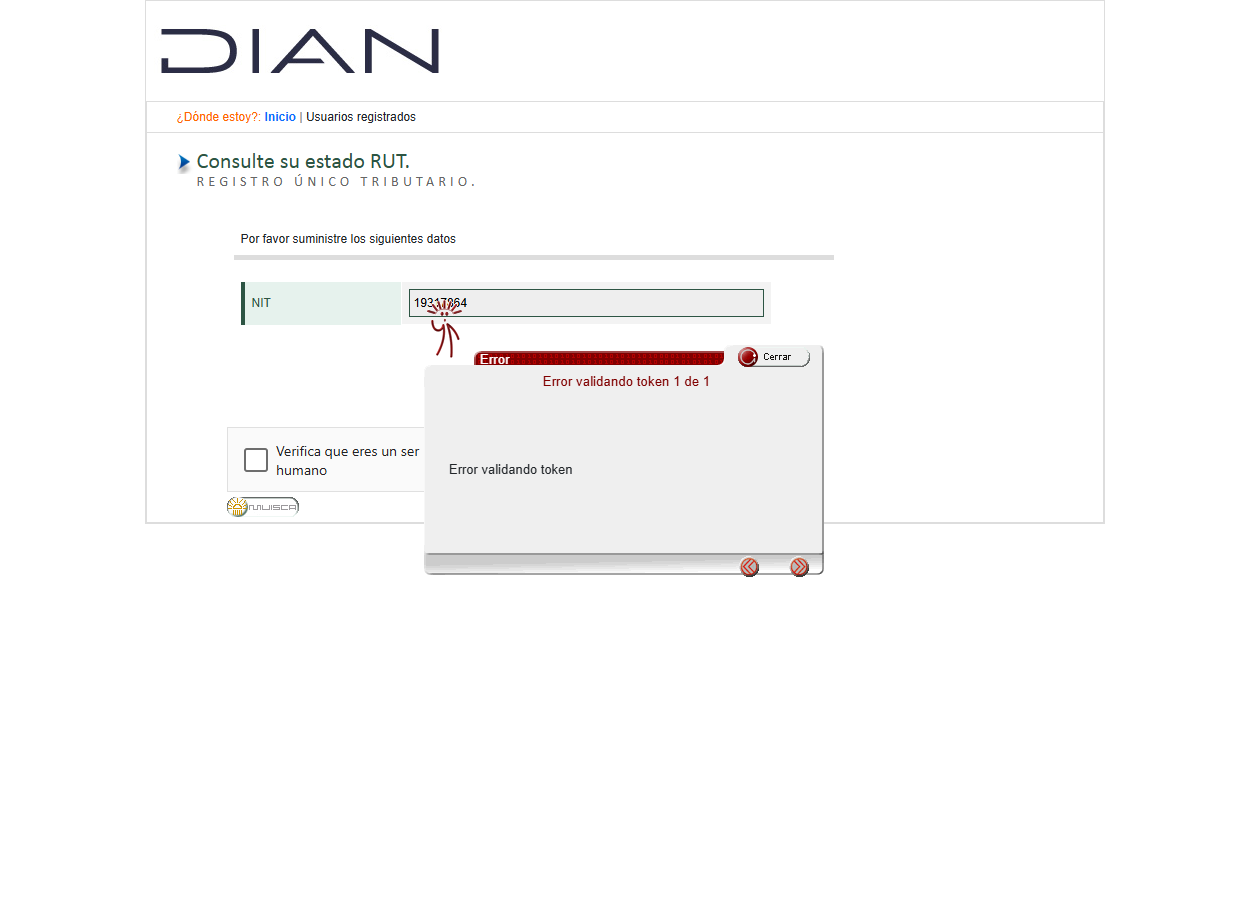 DIAN
¿Dónde estoy?: Inicio | Usuarios registrados
Consulte su estado RUT.
REGISTRO ÚNICO TRIBUTARIO.
Por favor suministre los siguientes datos
NIT
Error
Cerrar
Error validando token 1 de 1
Verifica que eres un ser
humano
Error validando token
MUISCA